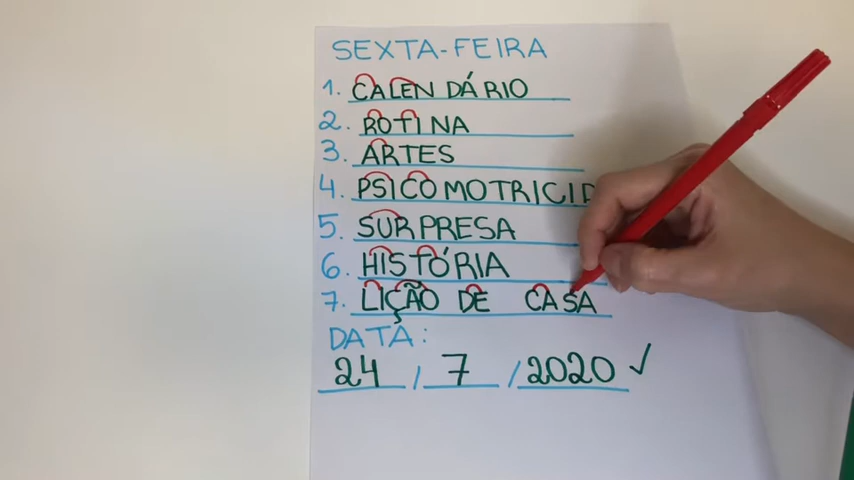 SEXTA-FEIRA
1. CALENDÁRIO
2. ROTINA
3. ARTES
4. PSICOMOTRICID
5. SURPRESA
6. HISTÓRIA
7. LIÇÃO DE CASA
DATA:
24 / 7 / 2020 ✓